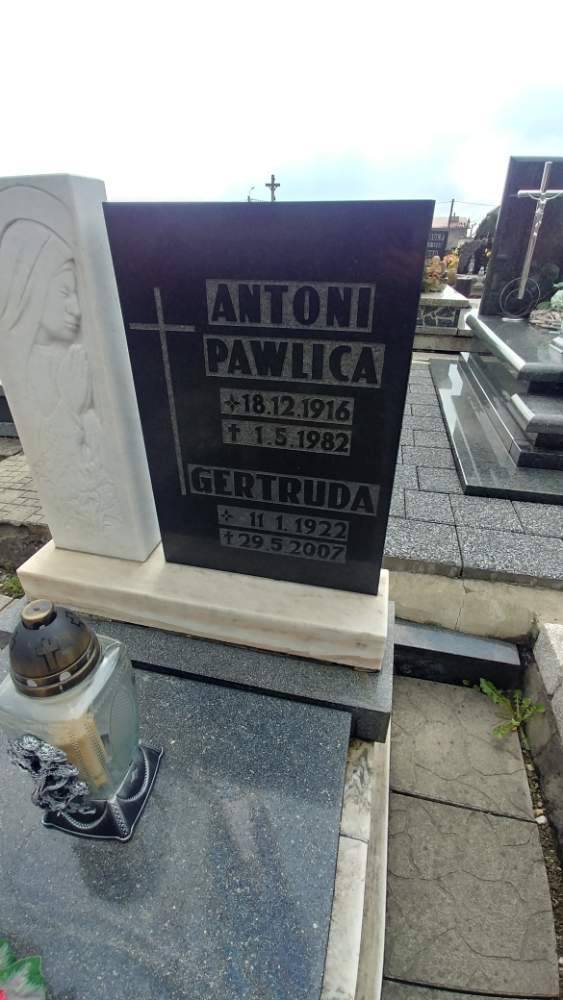 ANTONI
PAWLICA
✧18.12.1916
✝ 1.5.1982
GERTRUDA
✧ 11.1.1922
✝29.5.2007